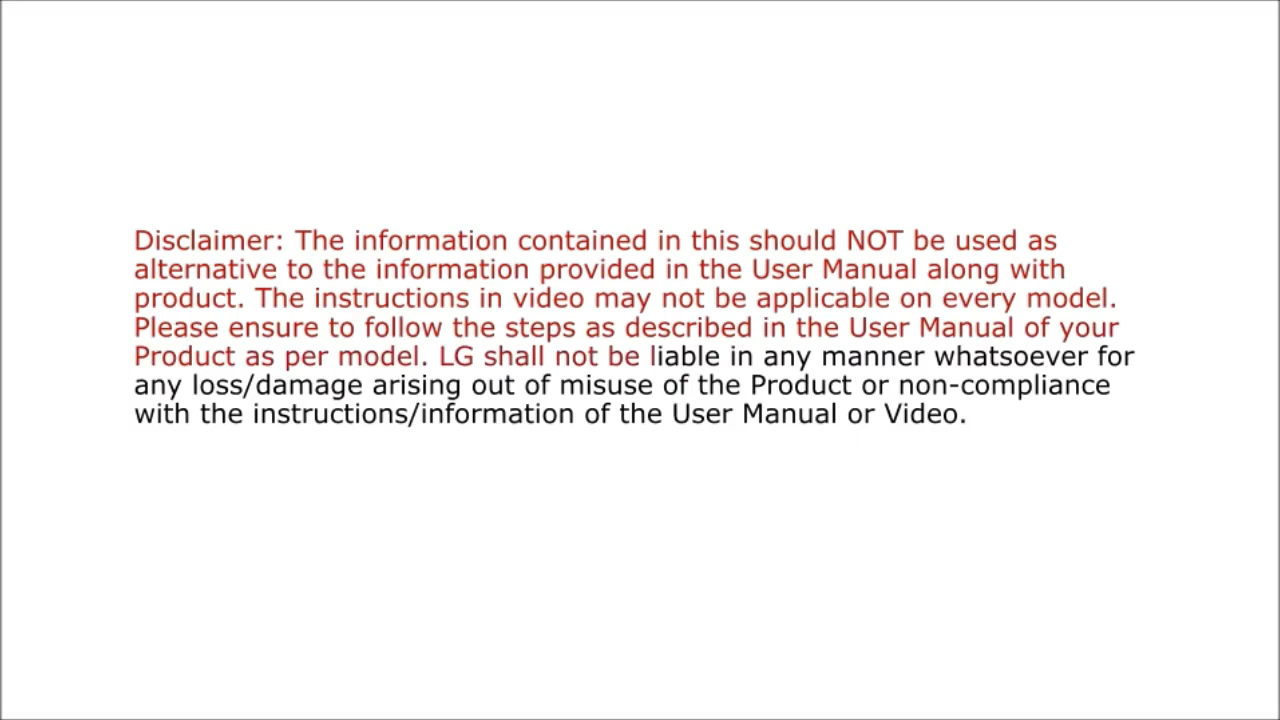 Disclaimer: The information contained in this should NOT be used as
alternative to the information provided in the User Manual along with
product. The instructions in video may not be applicable on every model.
Please ensure to follow the steps as described in the User Manual of your
Product as per model. LG shall not be liable in any manner whatsoever for
any loss/damage arising out of misuse of the Product or non-compliance
with the instructions/information of the User Manual or Video.